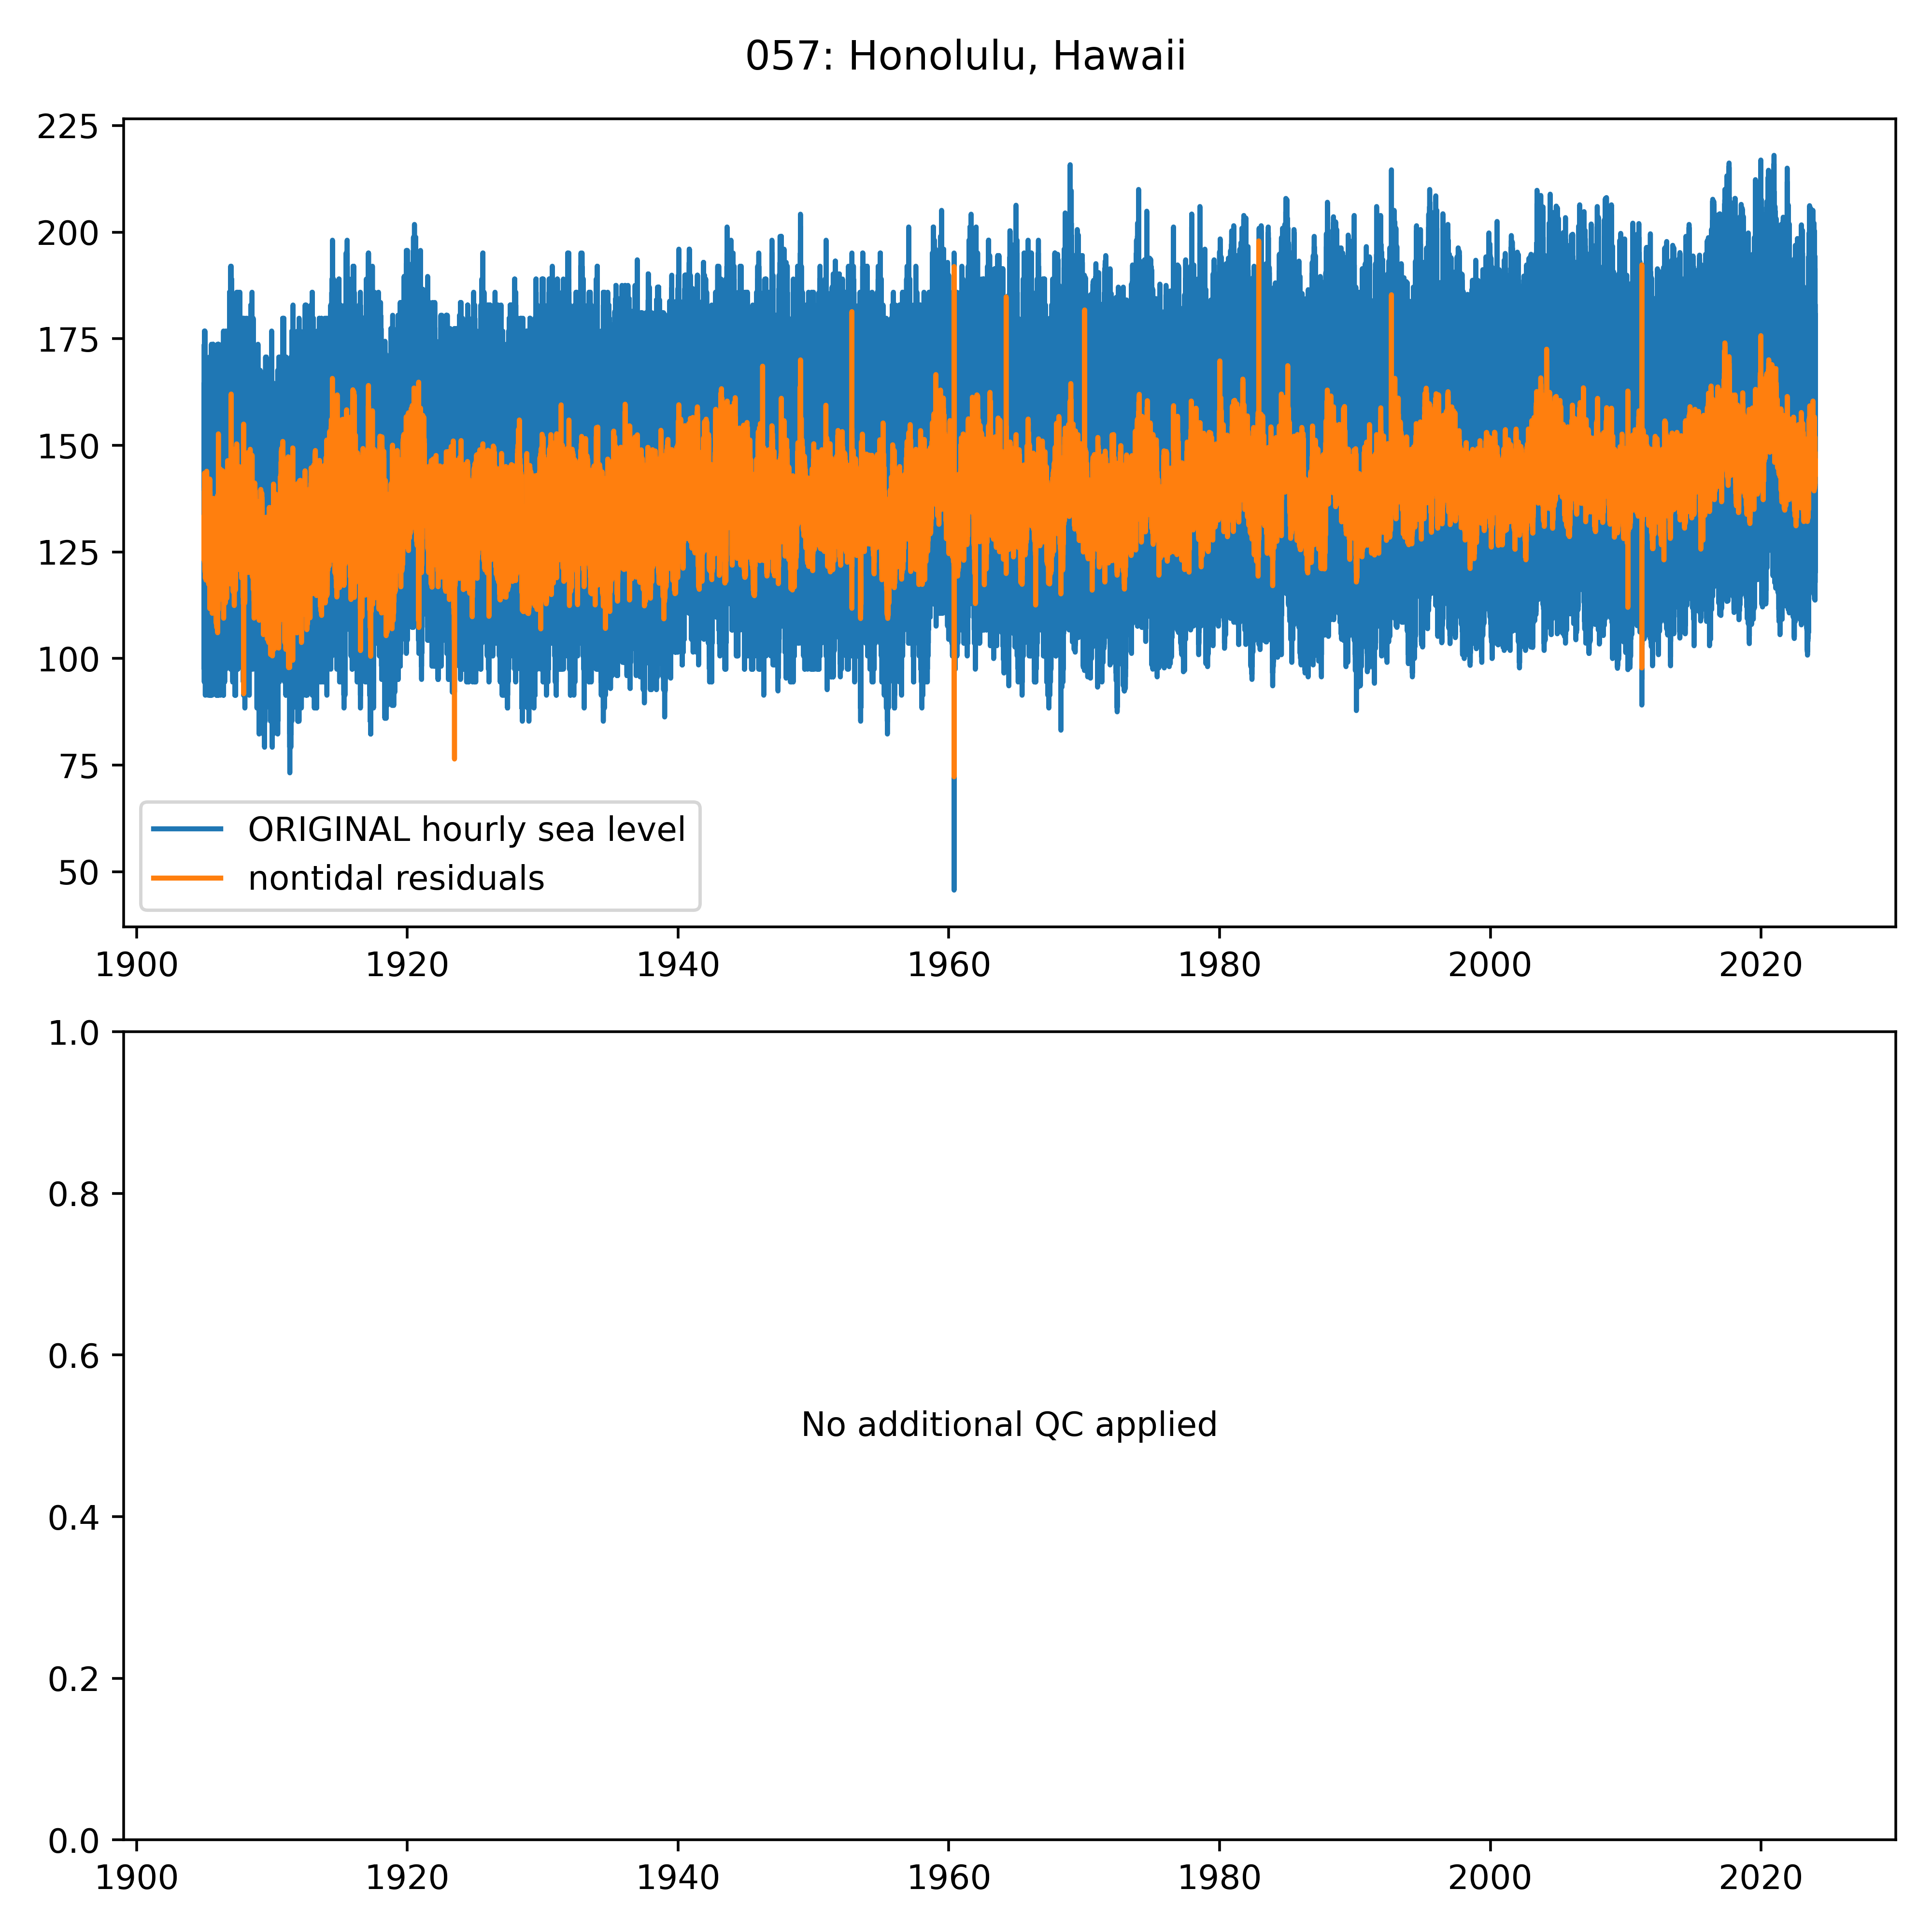 057: Honolulu, Hawaii
225
200
175
150
125
100
75
50
ORIGINAL hourly sea level
nontidal residuals
1900 1920 1940 1960 1980 2000 2020
1.0
0.8
0.6
No additional QC applied
0.4
0.2
0.0
1900 1920 1940 1960 1980 2000 2020